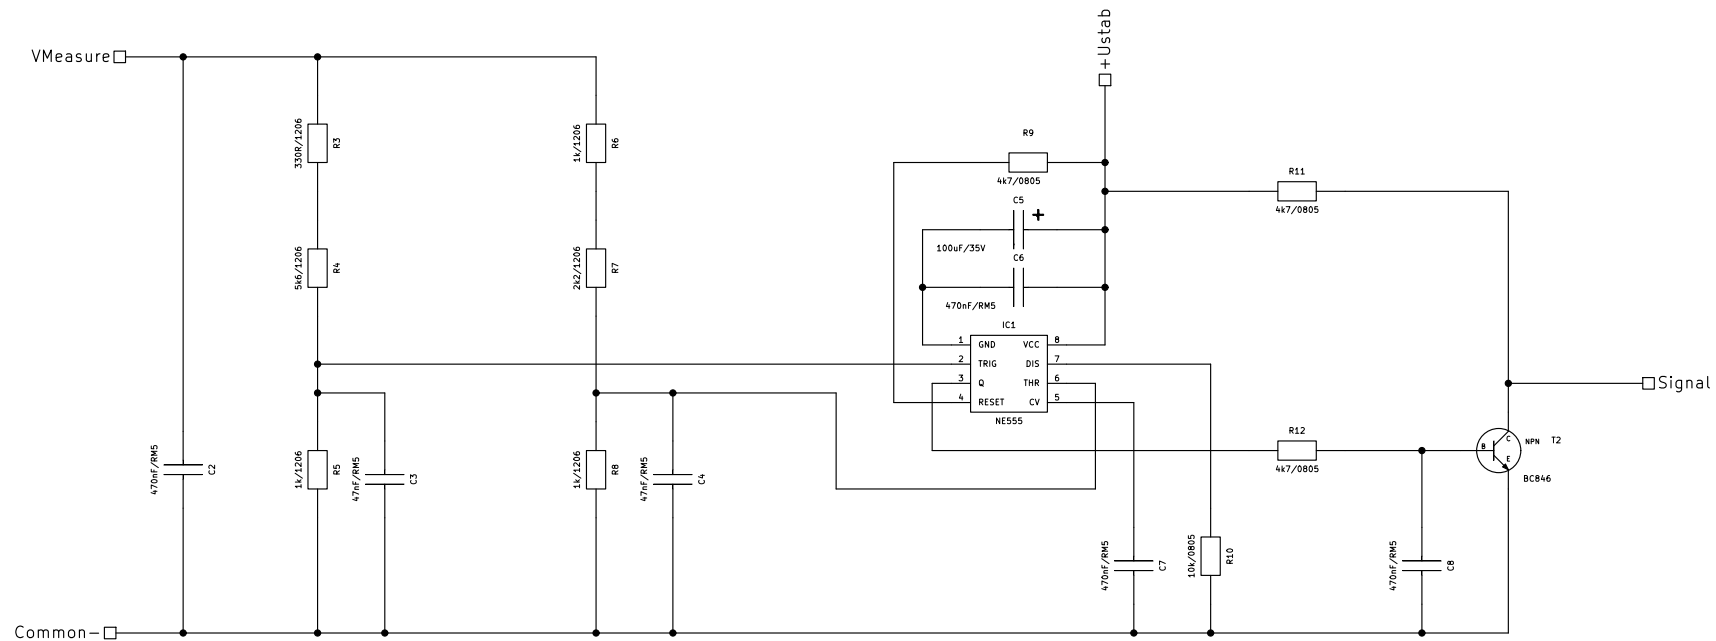 +Ustab
VMeasure
330R/1206
R3
1k/1206
R6
R9
4k7/0805
R11
4k7/0805
C5
+
100uF/35V
C6
470nF/RM5
5k6/1206
R4
2k2/1206
R7
IC1
1 GND VCC 8
2 TRIG DIS 7
3 Q THR 6
4 RESET CV 5
NE555
Signal
R12
4k7/0805
B C E NPN T2
BC846
470nF/RM5
C2
1k/1206
R5
47nF/RM5
C3
1k/1206
R8
47nF/RM5
C4
470nF/RM5
C7
10k/0805
R10
470nF/RM5
C8
Common-